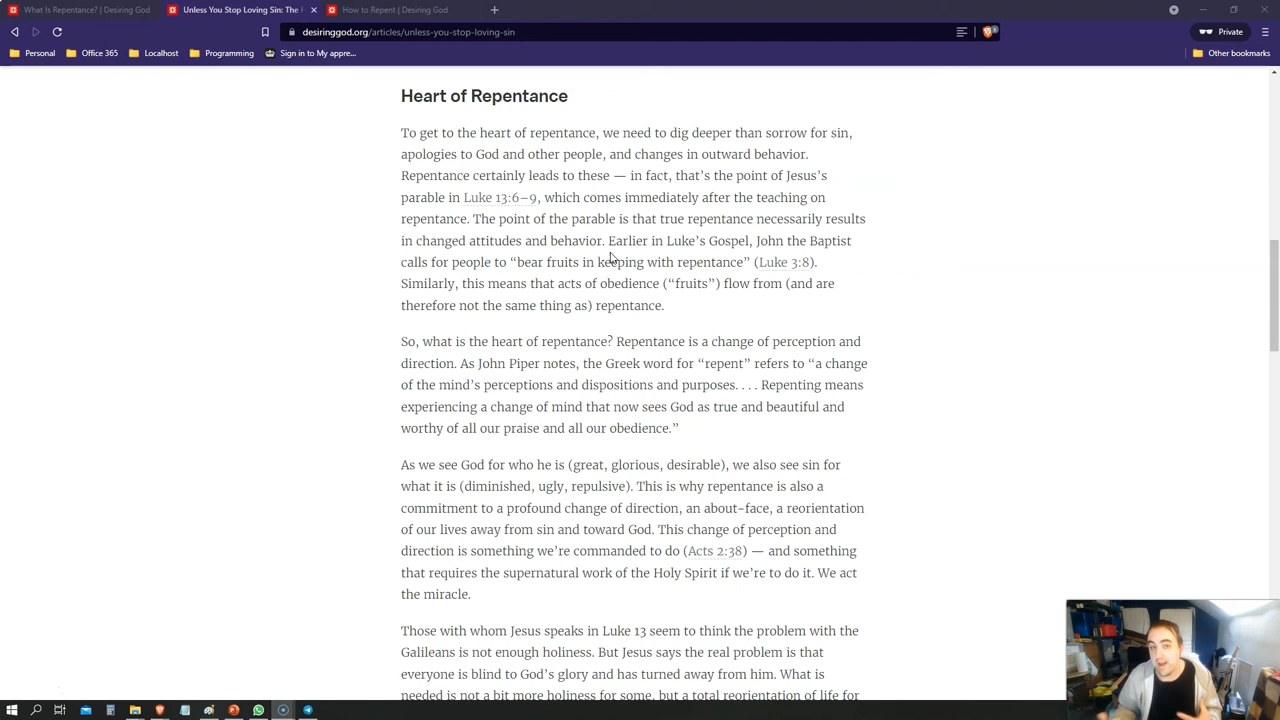 What Is Repentance? | Desiring God
Unless You Stop Loving Sin: The H
How to Repent | Desiring God
desiringgod.org/articles/unless-you-stop-loving-sin
Private
Personal
Office 365
Localhost
Programming
Sign in to My appre...
Other bookmarks
Heart of Repentance
To get to the heart of repentance, we need to dig deeper than sorrow for sin,
apologies to God and other people, and changes in outward behavior.
Repentance certainly leads to these — in fact, that’s the point of Jesus’s
parable in Luke 13:6–9, which comes immediately after the teaching on
repentance. The point of the parable is that true repentance necessarily results
in changed attitudes and behavior. Earlier in Luke’s Gospel, John the Baptist
calls for people to “bear fruits in keeping with repentance” (Luke 3:8).
Similarly, this means that acts of obedience (“fruits”) flow from (and are
therefore not the same thing as) repentance.
So, what is the heart of repentance? Repentance is a change of perception and
direction. As John Piper notes, the Greek word for “repent” refers to “a change
of the mind’s perceptions and dispositions and purposes. . . . Repenting means
experiencing a change of mind that now sees God as true and beautiful and
worthy of all our praise and all our obedience.”
As we see God for who he is (great, glorious, desirable), we also see sin for
what it is (diminished, ugly, repulsive). This is why repentance is also a
commitment to a profound change of direction, an about-face, a reorientation
of our lives away from sin and toward God. This change of perception and
direction is something we’re commanded to do (Acts 2:38) — and something
that requires the supernatural work of the Holy Spirit if we’re to do it. We act
the miracle.
Those with whom Jesus speaks in Luke 13 seem to think the problem with the
Galileans is not enough holiness. But Jesus says the real problem is that
everyone is blind to God’s glory and has turned away from him. What is
needed is not a bit more holiness for some, but a total reorientation of life for